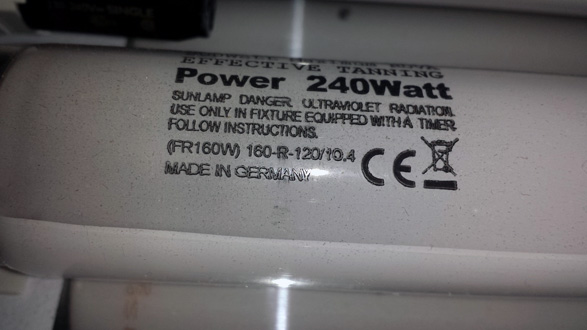 EFFECTIVE TANNING
Power 240Watt
SUNLAMP DANGER. ULTRAVIOLET RADIATION.
USE ONLY IN FIXTURE EQUIPPED WITH A TIMER.
FOLLOW INSTRUCTIONS.
(FR160W) 160-R-120/10.4 CE
MADE IN GERMANY